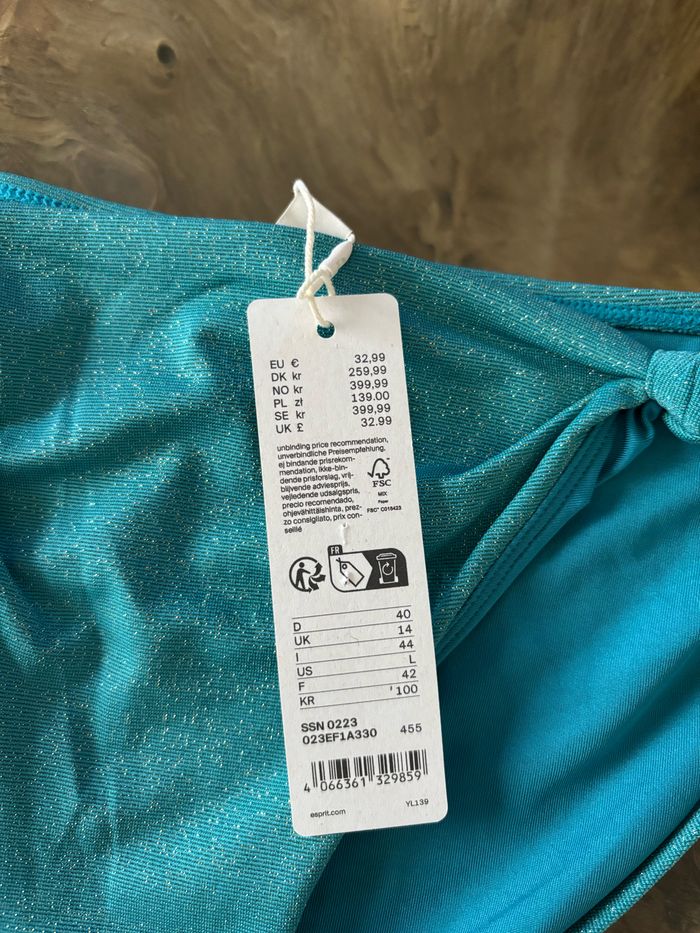 EU € 32,99
DK kr 259,99
NO kr 399,99
PL zł 139.00
SE kr 399,99
UK £ 32.99
unbinding price recommendation,
unverbindliche Preisempfehlung,
ej bindande prisrekom-
mendation, ikke-bin-
dende prisforslag, vrij-
blijvende adviesprijs,
vejledende udsalgspris,
precio recomendado,
ohjevähittäishinta, prez-
zo consigliato, prix con-
seillé
FSC
MIX
Paper
FSC® C018423
FR
D 40
UK 14
I 44
US L
F 42
KR '100
SSN 0223
023EF1A330 455
4 066361 329859
esprit.com YL139